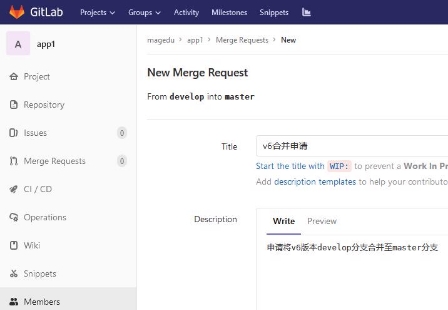 GitLab Projects Groups Activity Milestones Snippets
A app1
magedu > app1 > Merge Requests > New
Project
Repository
Issues 0
Merge Requests 0
CI / CD
Operations
Wiki
Snippets
Members
New Merge Request
From develop into master
Title v6合并申请
Start the title with WIP: to prevent a Work In
Add description templates to help your
Description Write Preview
申请将v6版本develop分支合并至master分支